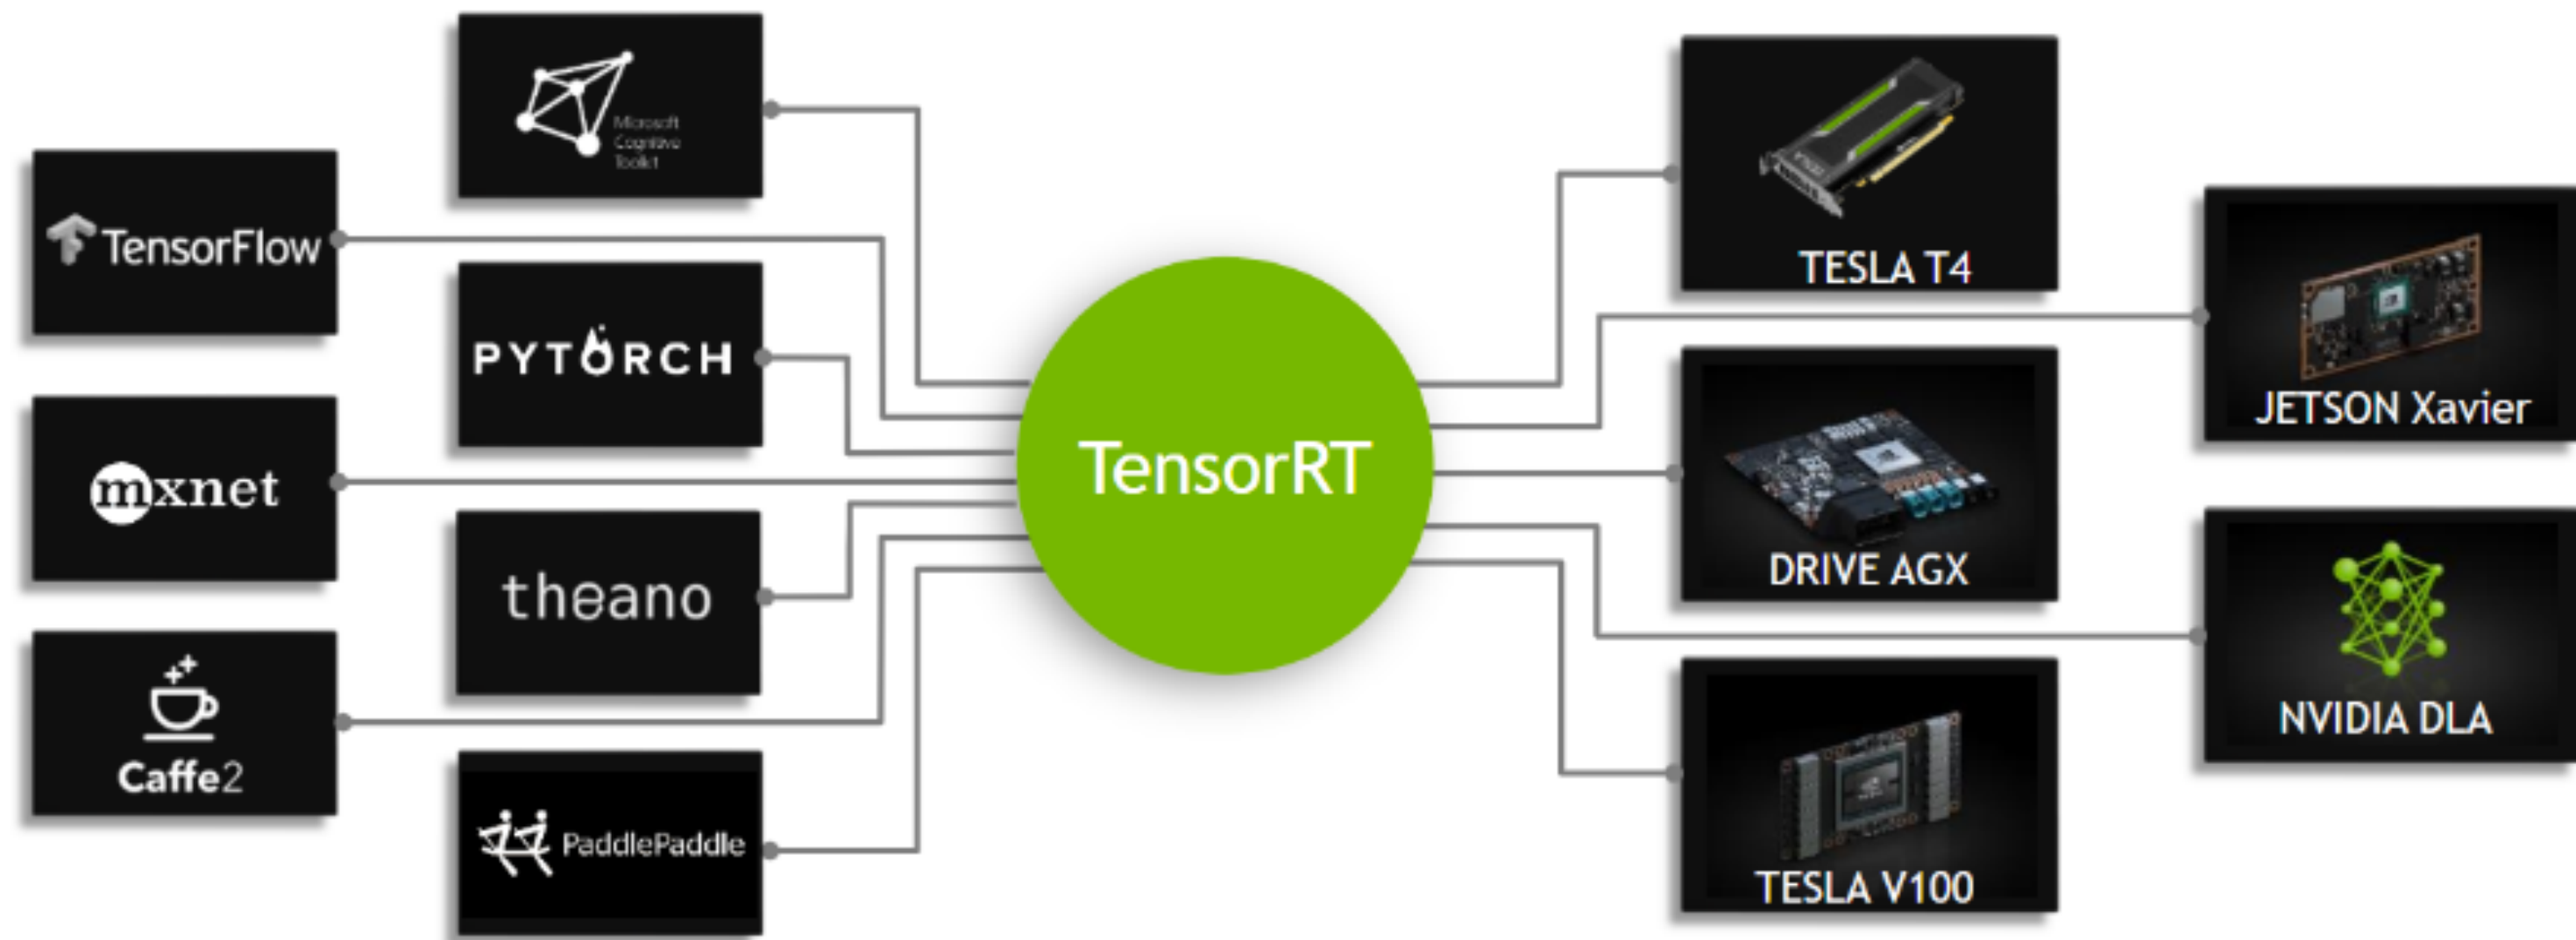 Microsoft
Cognitive
Toolkit
TensorFlow
PYTORCH
mxnet
theano
Caffe2
PaddlePaddle
TensorRT
TESLA T4
JETSON Xavier
DRIVE AGX
NVIDIA DLA
TESLA V100